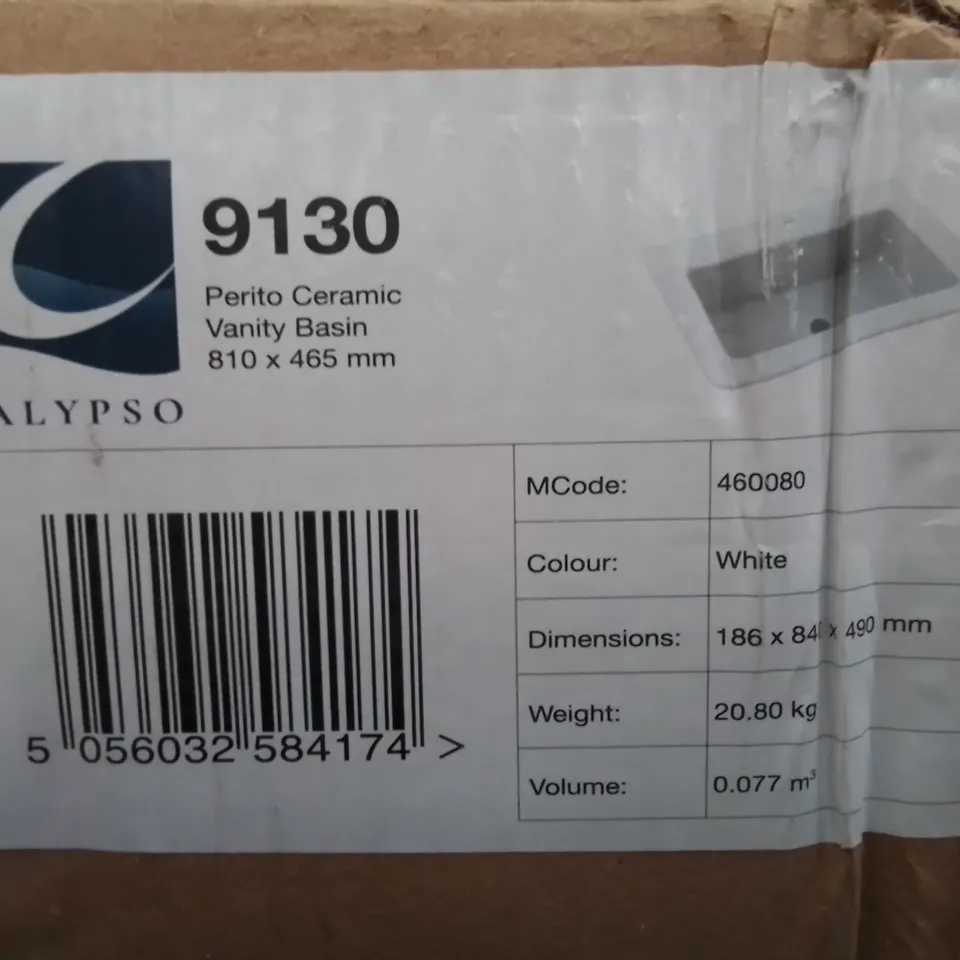 9130
Perito Ceramic
Vanity Basin
810 x 465 mm
ALYPSO
MCode: 460080
Colour: White
Dimensions: 186 x 84 x 490 mm
Weight: 20.80 kg
Volume: 0.077 m³
5 056032 584174 >